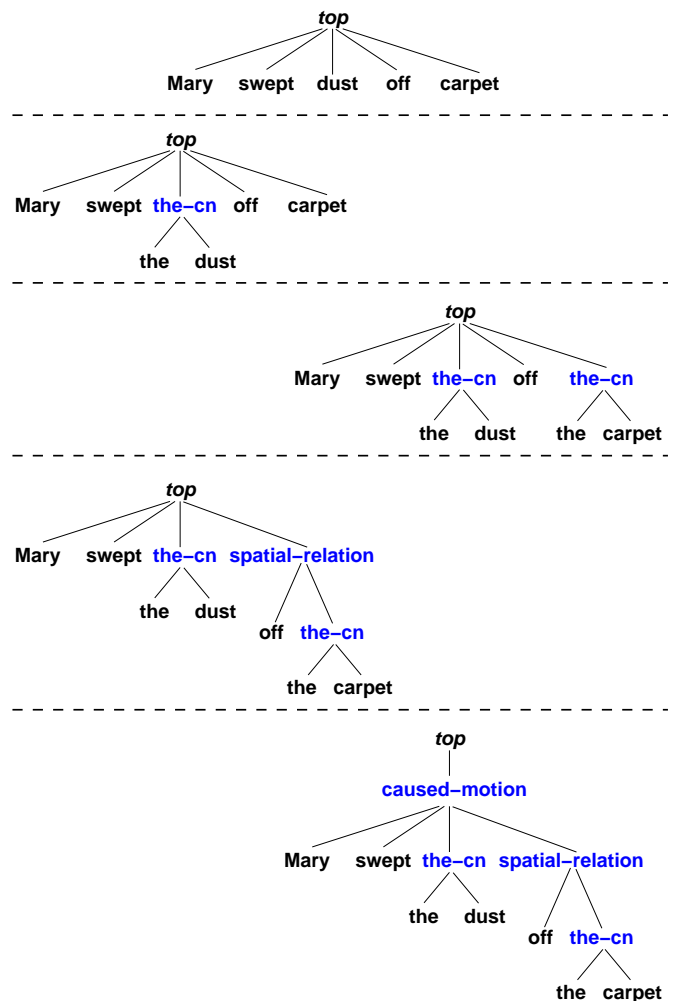 top
Mary swept dust off carpet
top
Mary swept the–cn off carpet
the dust
top
Mary swept the–cn off the–cn
the dust the carpet
top
Mary swept the–cn spatial–relation
the dust
off the–cn
the carpet
top
caused–motion
Mary swept the–cn spatial–relation
the dust
off the–cn
the carpet